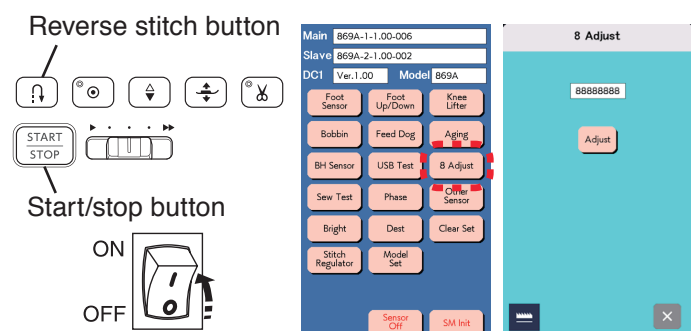 Reverse stitch button
START
STOP
Start/stop button
ON
OFF
Main 869A-1-1.00-006
Slave 869A-2-1.00-002
DC1 Ver.1.00 Model 869A
Foot
Sensor
Foot
Up/Down
Knee
Lifter
Bobbin
Feed Dog
Aging
BH Sensor
USB Test
8 Adjust
Sew Test
Phase
Other
Sensor
Bright
Dest
Clear Set
Stitch
Regulator
Model
Set
Sensor
Off
SM Init
8 Adjust
88888888
Adjust